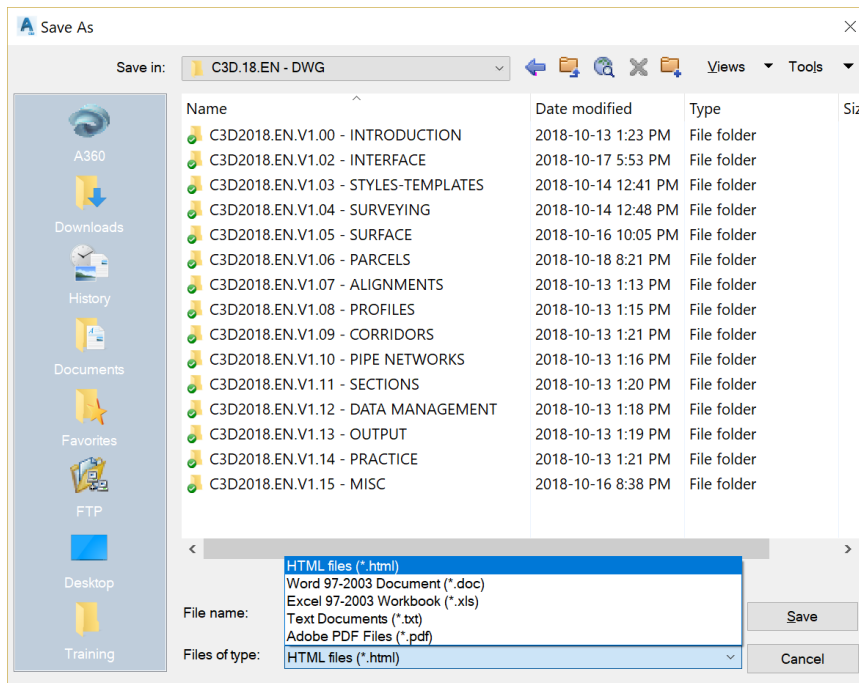 Save As
Save in:
C3D.18.EN - DWG
Views
Tools
A360
Downloads
History
Documents
Favorites
FTP
Desktop
Training
Name Date modified Type Siz
C3D2018.EN.V1.00 - INTRODUCTION 2018-10-13 1:23 PM File folder
C3D2018.EN.V1.02 - INTERFACE 2018-10-17 5:53 PM File folder
C3D2018.EN.V1.03 - STYLES-TEMPLATES 2018-10-14 12:41 PM File folder
C3D2018.EN.V1.04 - SURVEYING 2018-10-14 12:48 PM File folder
C3D2018.EN.V1.05 - SURFACE 2018-10-16 10:05 PM File folder
C3D2018.EN.V1.06 - PARCELS 2018-10-18 8:21 PM File folder
C3D2018.EN.V1.07 - ALIGNMENTS 2018-10-13 1:13 PM File folder
C3D2018.EN.V1.08 - PROFILES 2018-10-13 1:15 PM File folder
C3D2018.EN.V1.09 - CORRIDORS 2018-10-13 1:21 PM File folder
C3D2018.EN.V1.10 - PIPE NETWORKS 2018-10-13 1:16 PM File folder
C3D2018.EN.V1.11 - SECTIONS 2018-10-13 1:20 PM File folder
C3D2018.EN.V1.12 - DATA MANAGEMENT 2018-10-13 1:18 PM File folder
C3D2018.EN.V1.13 - OUTPUT 2018-10-13 1:19 PM File folder
C3D2018.EN.V1.14 - PRACTICE 2018-10-13 1:21 PM File folder
C3D2018.EN.V1.15 - MISC 2018-10-16 8:38 PM File folder
HTML files (*.html)
Word 97-2003 Document (*.doc)
Excel 97-2003 Workbook (*.xls)
Text Documents (*.txt)
Adobe PDF Files (*.pdf)
File name:
Save
Files of type:
HTML files (*.html)
Cancel